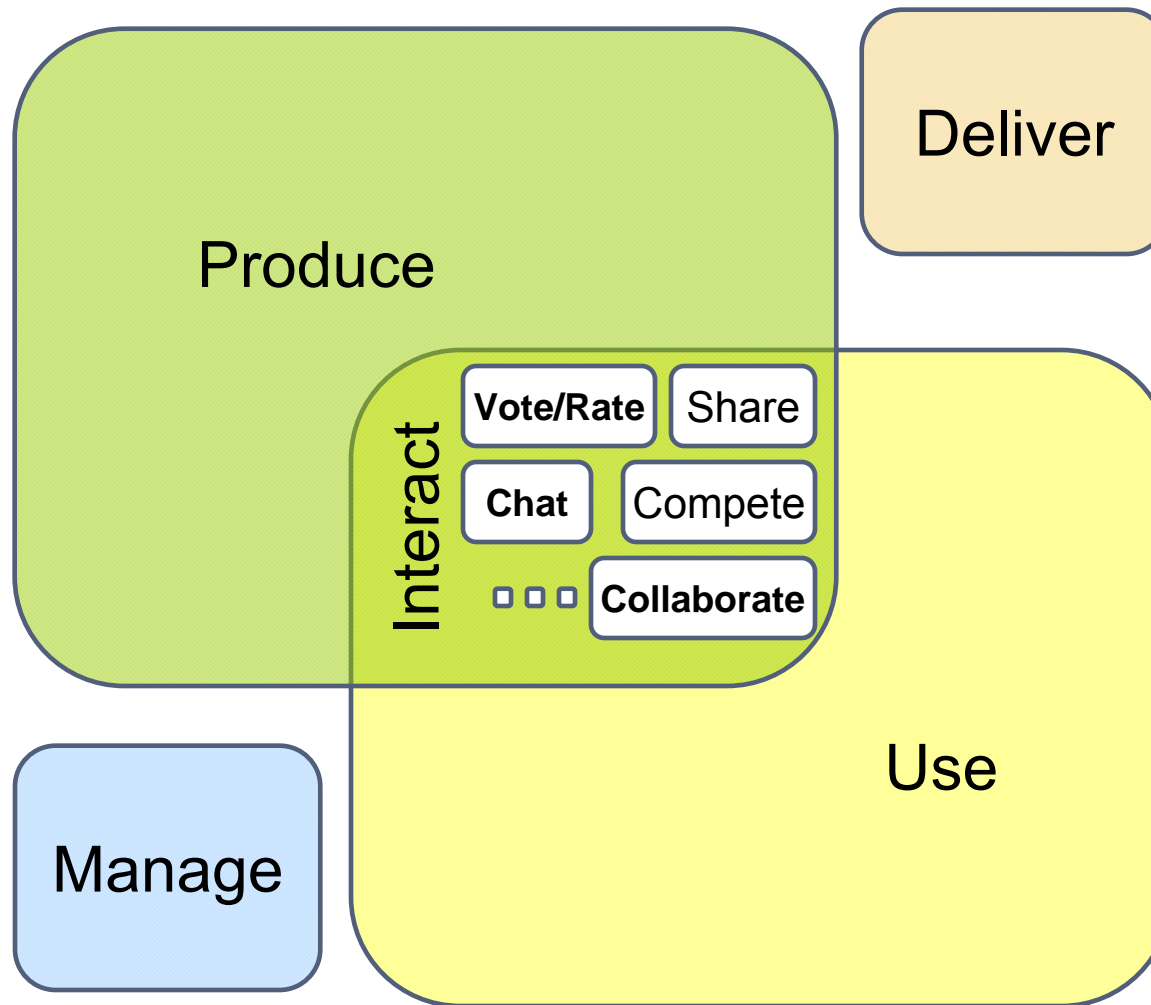 Deliver
Produce
Interact
Vote/Rate
Share
Chat
Compete
Collaborate
Use
Manage